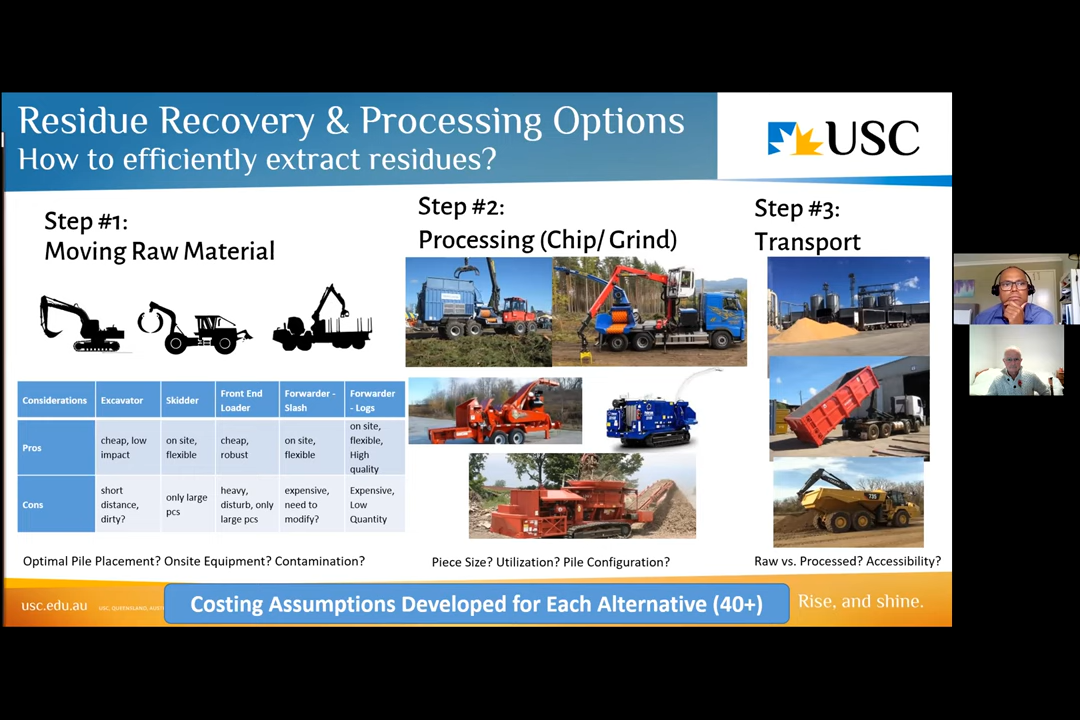 Residue Recovery & Processing Options
How to efficiently extract residues?
USC
Step #1:
Moving Raw Material
Step #2:
Processing (Chip/ Grind)
Step #3:
Transport
Considerations
Excavator
Skidder
Front End
Loader
Forwarder -
Slash
Forwarder
- Logs
Pros
cheap, low
impact
on site,
flexible
cheap,
robust
on site,
flexible
on site,
flexible,
High
quality
Cons
short
distance,
dirty?
only large
pcs
heavy,
disturb, only
large pcs
expensive,
need to
modify?
Expensive,
Low
Quantity
Optimal Pile Placement? Onsite Equipment? Contamination?
Piece Size? Utilization? Pile Configuration?
Raw vs. Processed? Accessibility?
usc.edu.au
USC, QUEENSLAND,
Costing Assumptions Developed for Each Alternative (40+)
Rise, and shine.